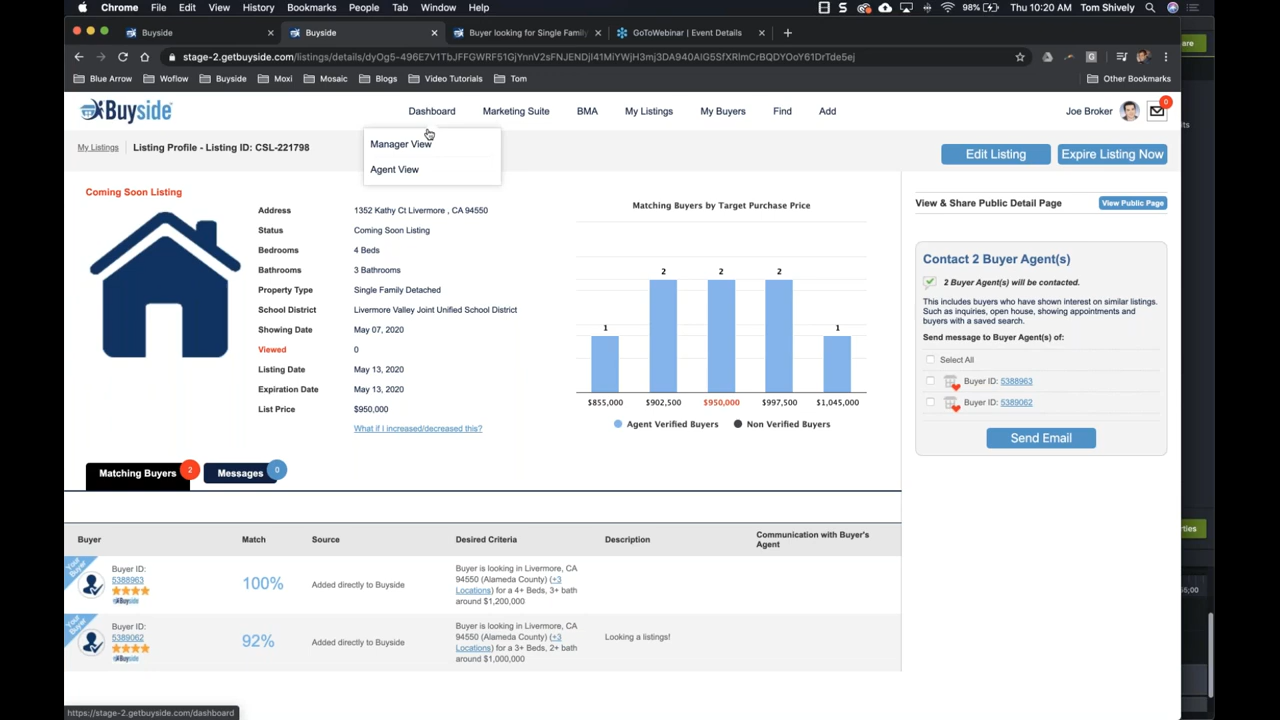 Chrome File Edit View History Bookmarks People Tab Window Help
98% Thu 10:20 AM Tom Shively
Buyside
Buyside
Buyer looking for Single Family
GoToWebinar | Event Details
stage-2.getbuyside.com/listings/details/dyOg5-496E7V1TbJFFGWRF51GjYnnV2sFNJENDjl41MiYWjH3mj3DA940AlG5SfXRlmCrBQDYOoY61DrTde5ej
Blue Arrow Woflow Buyside Moxi Mosaic Blogs Video Tutorials Tom Other Bookmarks
Buyside
Dashboard Marketing Suite BMA My Listings My Buyers Find Add
Joe Broker 0
Manager View
Agent View
My Listings Listing Profile - Listing ID: CSL-221798
Edit Listing Expire Listing Now
Coming Soon Listing
Address 1352 Kathy Ct Livermore , CA 94550
Status Coming Soon Listing
Bedrooms 4 Beds
Bathrooms 3 Bathrooms
Property Type Single Family Detached
School District Livermore Valley Joint Unified School District
Showing Date May 07, 2020
Viewed 0
Listing Date May 13, 2020
Expiration Date May 13, 2020
List Price $950,000
What if i increased/decreased this?
Matching Buyers by Target Purchase Price
1 2 2 2 1
$855,000 $902,500 $950,000 $997,500 $1,045,000
Agent Verified Buyers Non Verified Buyers
View & Share Public Detail Page View Public Page
Contact 2 Buyer Agent(s)
2 Buyer Agent(s) will be contacted.
This includes buyers who have shown interest on similar listings.
Such as inquiries, open house, showing appointments and
buyers with a saved search.
Send message to Buyer Agent(s) of:
Select All
Buyer ID: 5388963
Buyer ID: 5389062
Send Email
Matching Buyers 2 Messages 0
Buyer Match Source Desired Criteria Description Communication with Buyer's
Agent
Your Buyer
Buyer ID:
5388963
Buyside
100%
Added directly to Buyside
Buyer is looking in Livermore, CA
94550 (Alameda County) (+3
Locations) for a 4+ Beds, 3+ bath
around $1,200,000
Your Buyer
Buyer ID:
5389062
Buyside
92%
Added directly to Buyside
Buyer is looking in Livermore, CA
94550 (Alameda County) (+3
Locations) for a 3+ Beds, 2+ bath
around $1,000,000
Looking a listings!
https://stage-2.getbuyside.com/dashboard